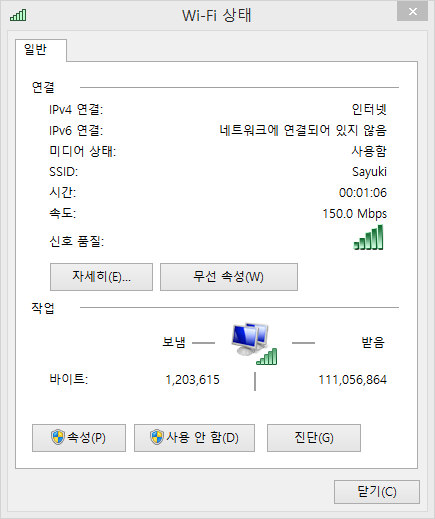 Wi-Fi 상태
일반
연결
IPv4 연결: 인터넷
IPv6 연결: 네트워크에 연결되어 있지 않음
미디어 상태: 사용함
SSID: Sayuki
시간: 00:01:06
속도: 150.0 Mbps
신호 품질:
자세히(E)... 무선 속성(W)
작업
보냄 받음
바이트: 1,203,615 111,056,864
속성(P) 사용 안 함(D) 진단(G)
닫기(C)